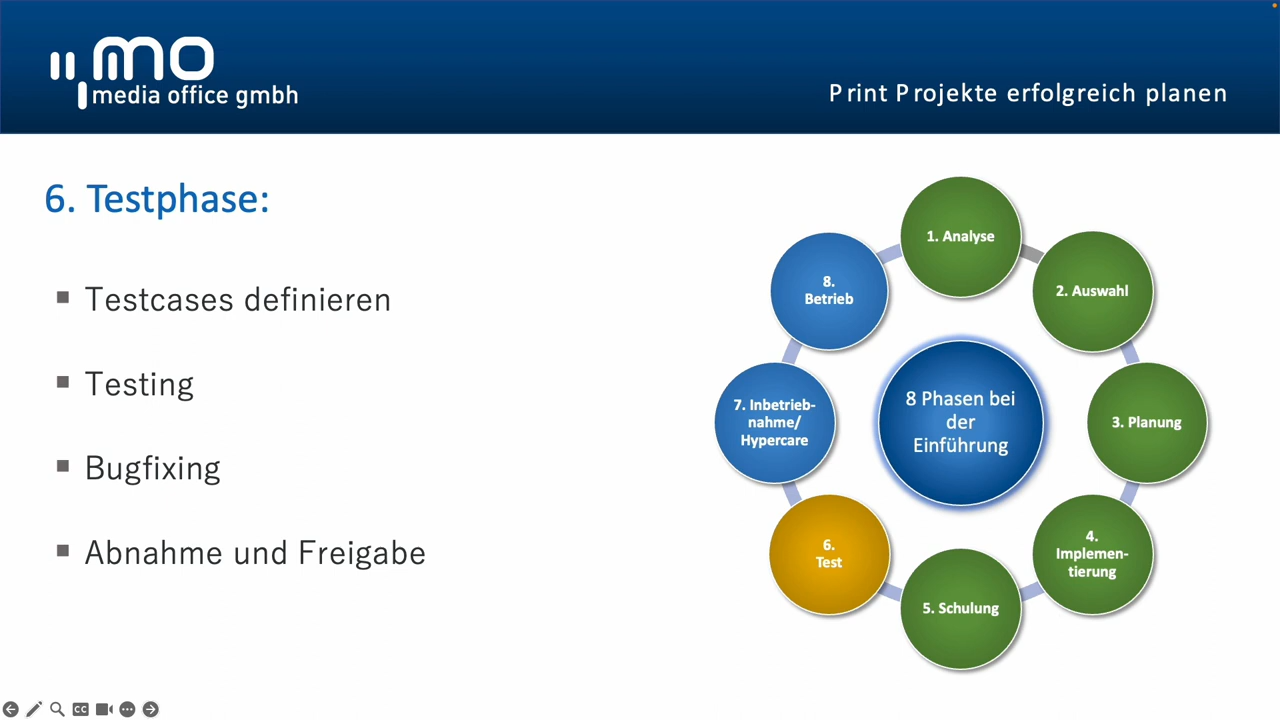 mo
media office gmbh
Print Projekte erfolgreich planen
6. Testphase:
Testcases definieren
Testing
Bugfixing
Abnahme und Freigabe
1. Analyse
2. Auswahl
3. Planung
4.
Implemen-
tierung
5. Schulung
6.
Test
7. Inbetrieb-
nahme/
Hypercare
8.
Betrieb
8 Phasen bei
der
Einführung
CC